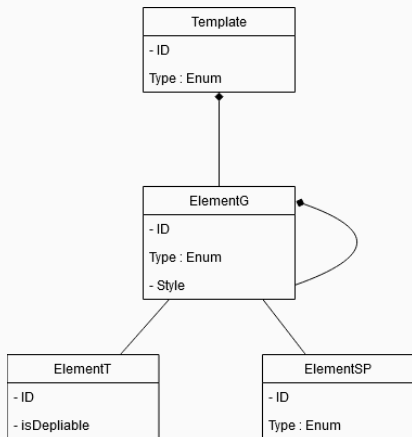 Template
- ID
Type : Enum
ElementG
- ID
Type : Enum
- Style
ElementT
- ID
- isDepliable
ElementSP
- ID
Type : Enum